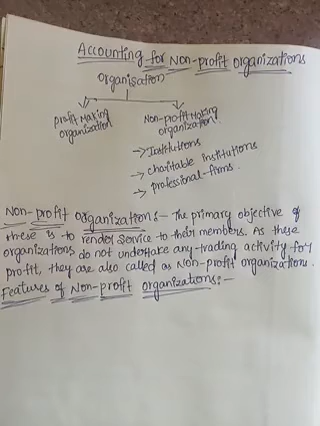 Accounting for Non-profit organizations
organisation
profit Making organization
Non-profit Making organization
→ Institutions
→ charitable institutions
→ professional-firms.
Non-profit organizations:- The primary objective of
these is to render service to their members. As these
organizations do not undertake any-trading activity for
profit, they are also called as Non-profit organizations.
Features of Non-profit organizations:-